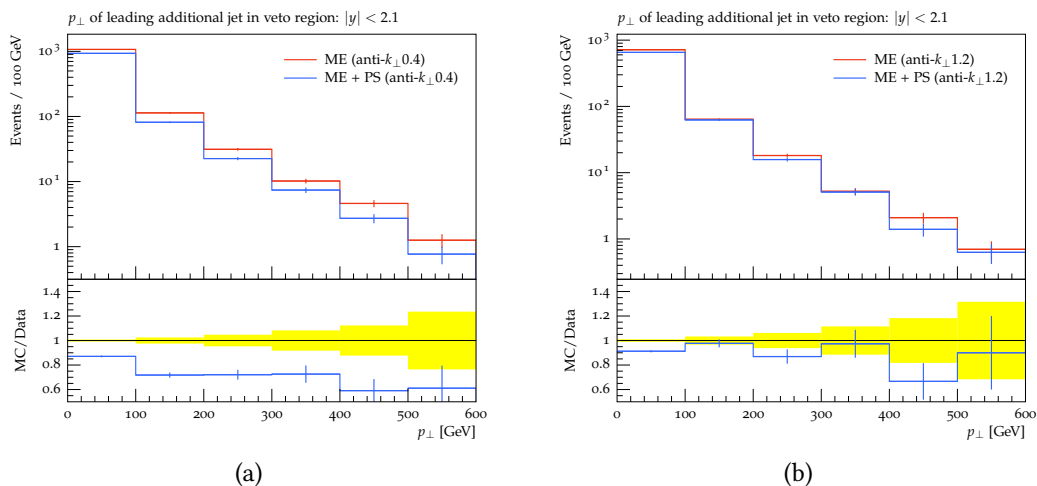 p⊥ of leading additional jet in veto region: |y| < 2.1
ME (anti-k⊥0.4)
ME + PS (anti-k⊥0.4)
Events / 100 GeV
10³
10²
10¹
1
MC/Data
1.4
1.2
1
0.8
0.6
0 100 200 300 400 500 600
p⊥ [GeV]
(a)
p⊥ of leading additional jet in veto region: |y| < 2.1
ME (anti-k⊥1.2)
ME + PS (anti-k⊥1.2)
Events / 100 GeV
10³
10²
10¹
1
MC/Data
1.4
1.2
1
0.8
0.6
0 100 200 300 400 500 600
p⊥ [GeV]
(b)